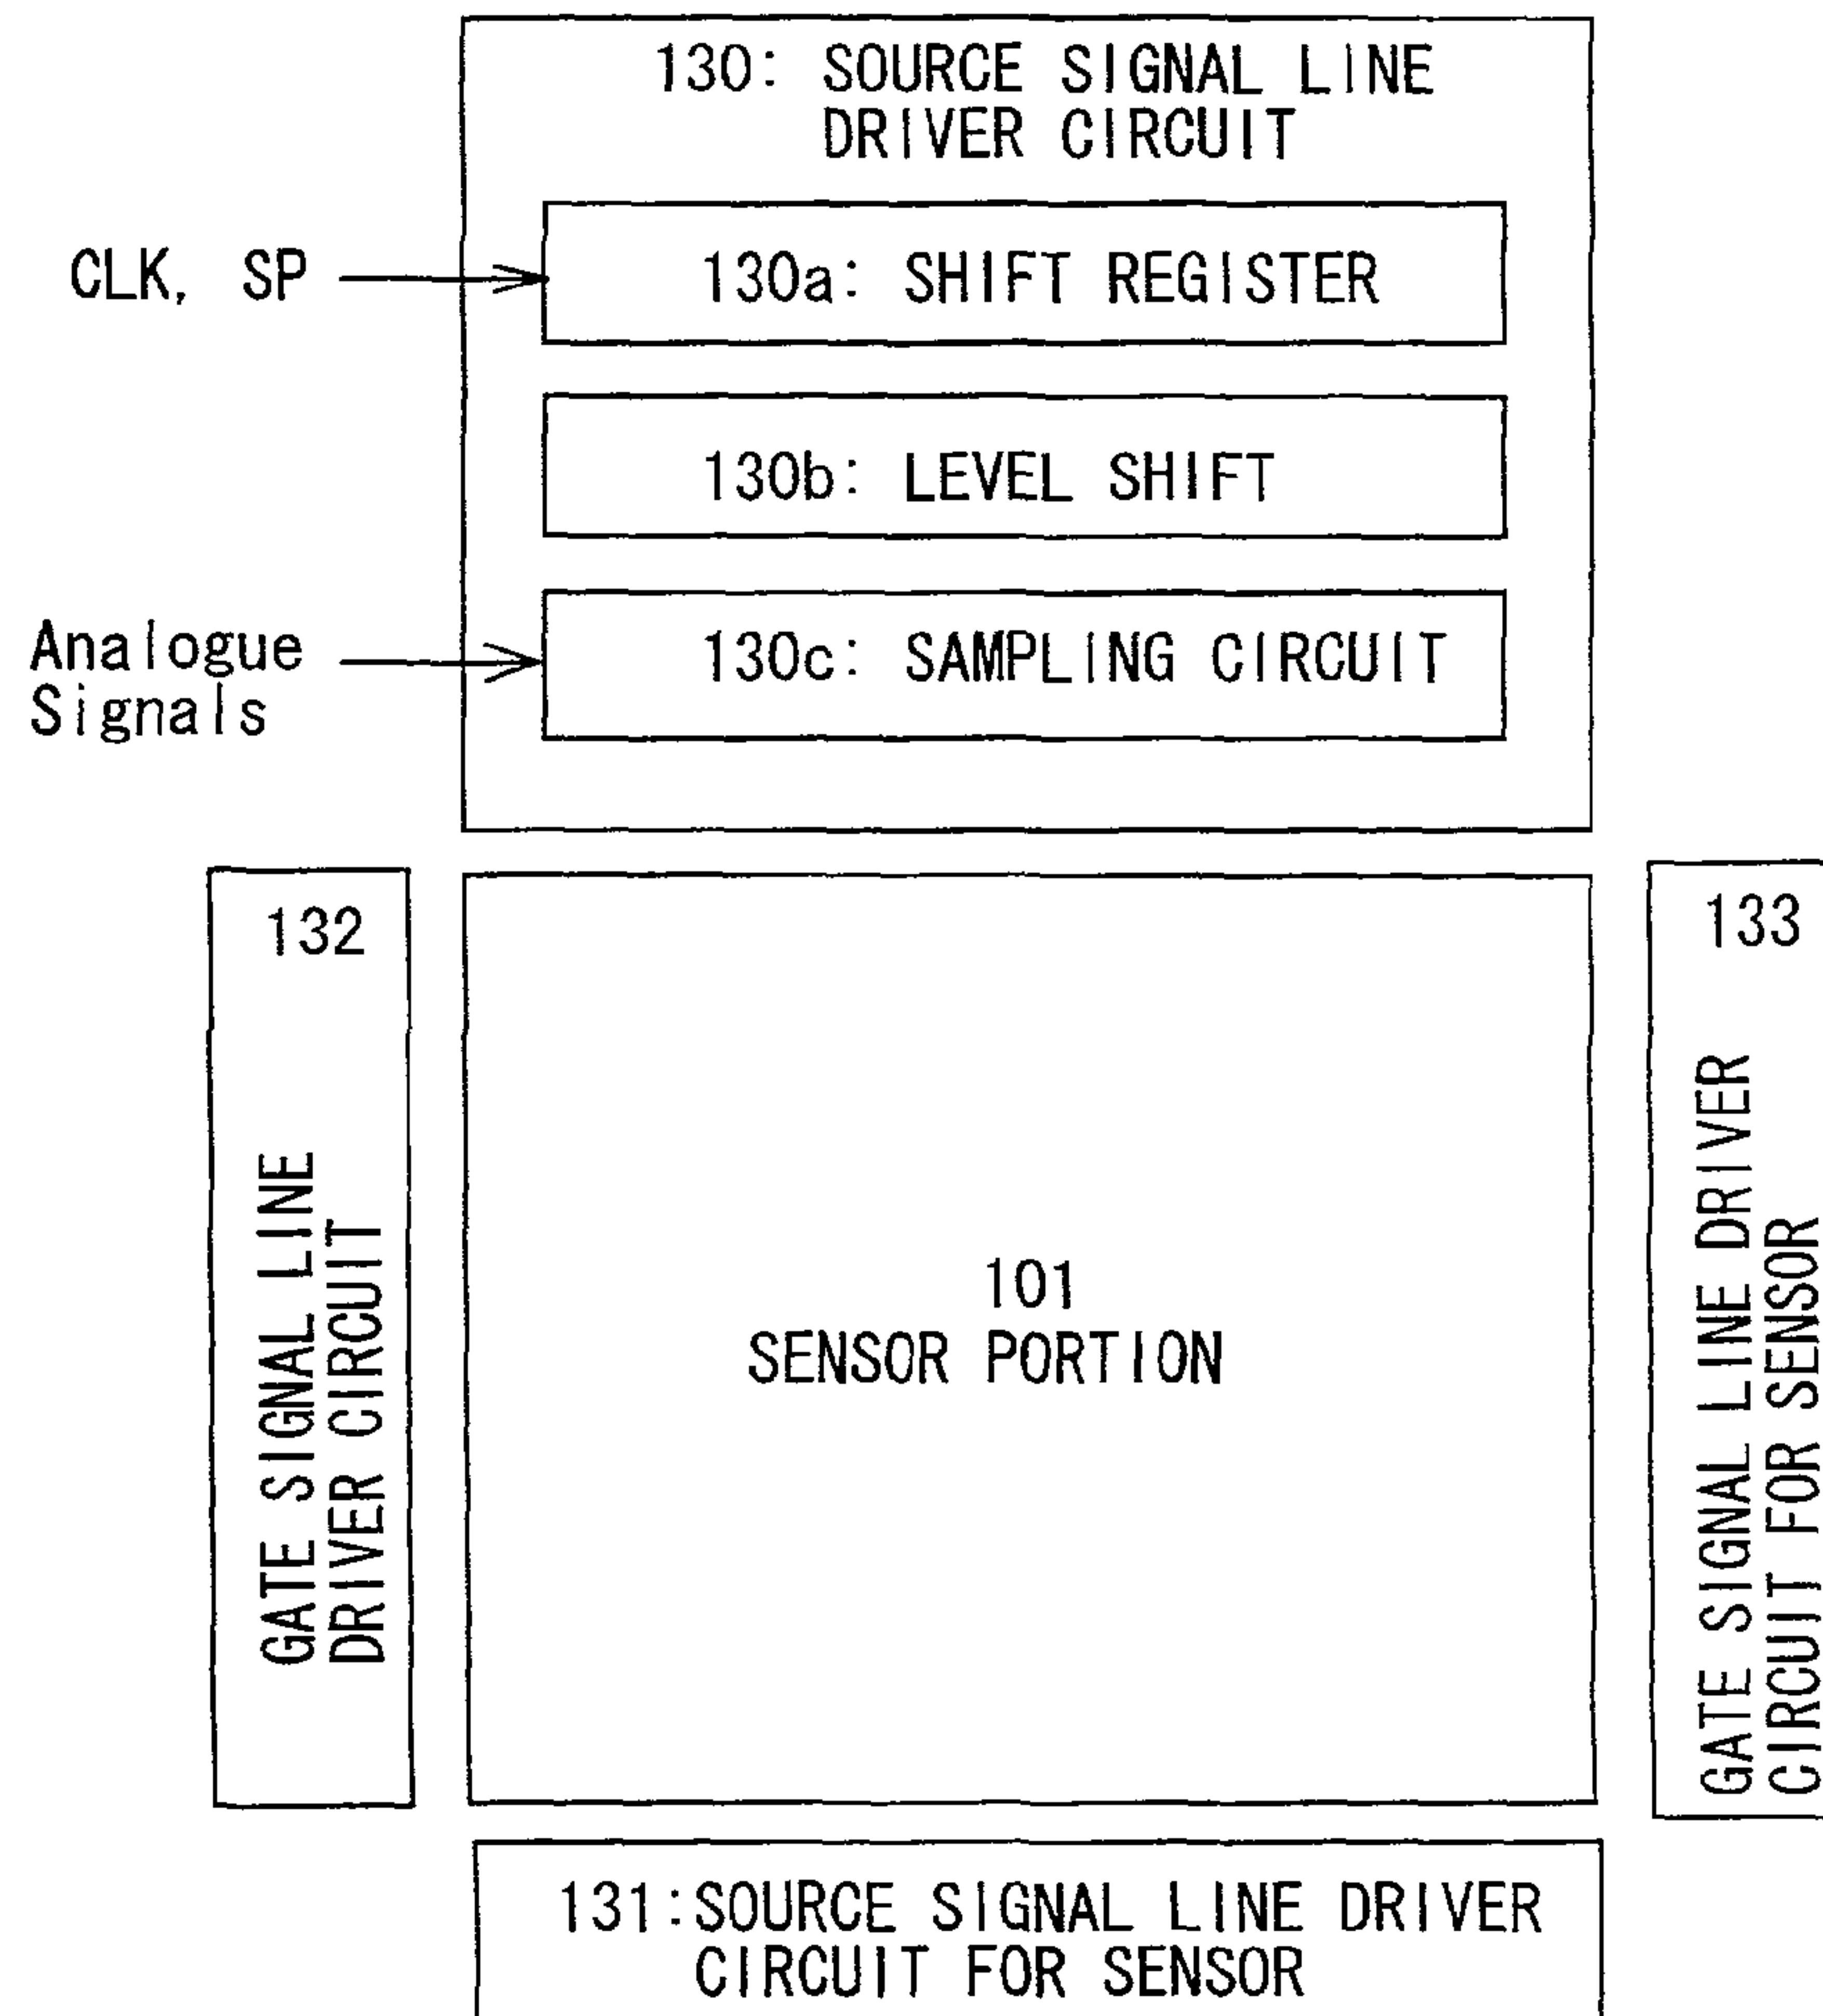 130: SOURCE SIGNAL LINE
DRIVER CIRCUIT
CLK, SP
130a: SHIFT REGISTER
130b: LEVEL SHIFT
Analogue
Signals
130c: SAMPLING CIRCUIT
132
GATE SIGNAL LINE
DRIVER CIRCUIT
101
SENSOR PORTION
133
GATE SIGNAL LINE DRIVER
CIRCUIT FOR SENSOR
131:SOURCE SIGNAL LINE DRIVER
CIRCUIT FOR SENSOR